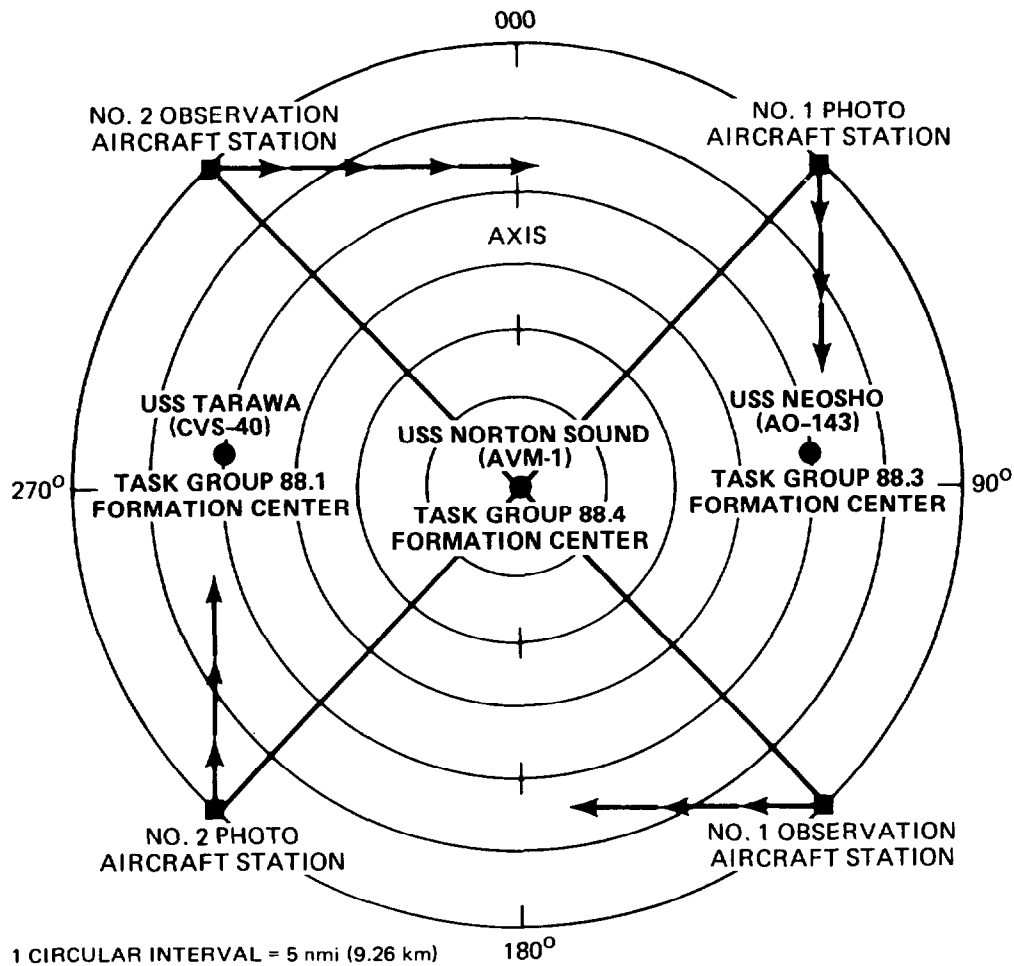 000
NO. 2 OBSERVATION
AIRCRAFT STATION
NO. 1 PHOTO
AIRCRAFT STATION
AXIS
USS TARAWA
(CVS-40)
TASK GROUP 88.1
FORMATION CENTER
USS NORTON SOUND
(AVM-1)
TASK GROUP 88.4
FORMATION CENTER
USS NEOSHO
(AO-143)
TASK GROUP 88.3
FORMATION CENTER
270°
90°
NO. 2 PHOTO
AIRCRAFT STATION
NO. 1 OBSERVATION
AIRCRAFT STATION
180°
1 CIRCULAR INTERVAL = 5 nmi (9.26 km)